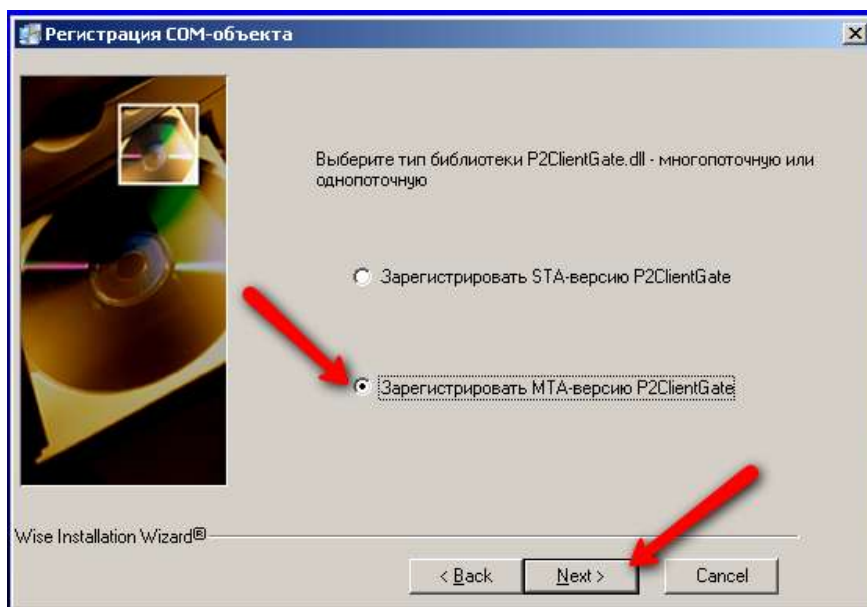 Регистрация COM-объекта
Выберите тип библиотеки P2ClientGate.dll - многопоточную или
однопоточную
Зарегистрировать STA-версию P2ClientGate
Зарегистрировать MTA-версию P2ClientGate
Wise Installation Wizard®
< Back Next > Cancel